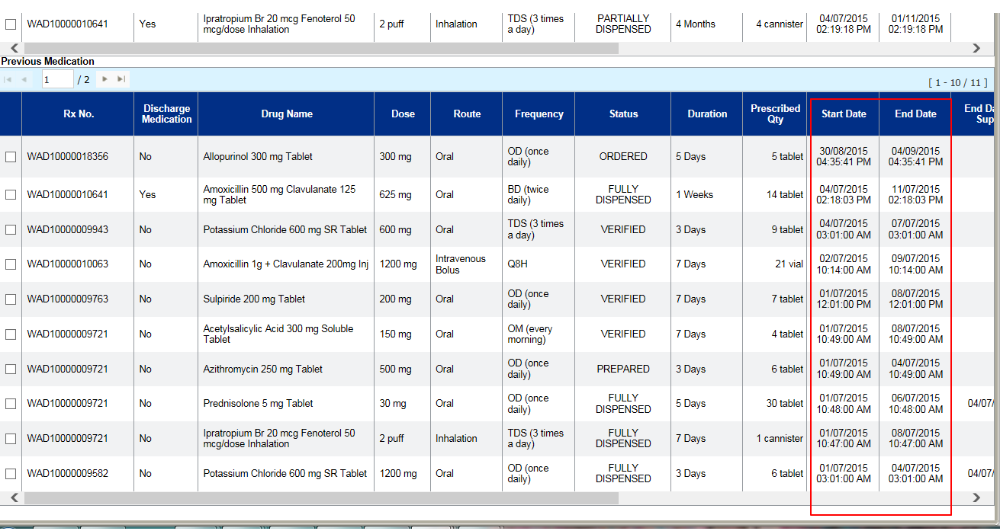 WAD10000010641 Yes Ipratropium Br 20 mcg Fenoterol 50 2 puff Inhalation TDS (3 times PARTIALLY 4 Months 4 cannister 04/07/2015 01/11/2015
mcg/dose Inhalation a day) DISPENSED 02:19:18 PM 02:19:18 PM
Previous Medication
1 / 2
[ 1 - 10 / 11 ]
Rx No. Discharge Drug Name Dose Route Frequency Status Duration Prescribed Start Date End Date End Da
Medication Qty Sup
WAD10000018356 No Allopurinol 300 mg Tablet 300 mg Oral OD (once ORDERED 5 Days 5 tablet 30/08/2015 04/09/2015
daily) 04:35:41 PM 04:35:41 PM
WAD10000010641 Yes Amoxicillin 500 mg Clavulanate 125 625 mg Oral BD (twice FULLY 1 Weeks 14 tablet 04/07/2015 11/07/2015
mg Tablet daily) DISPENSED 02:18:03 PM 02:18:03 PM
WAD10000009943 No Potassium Chloride 600 mg SR Tablet 600 mg Oral TDS (3 times VERIFIED 3 Days 9 tablet 04/07/2015 07/07/2015
a day) 03:01:00 AM 03:01:00 AM
WAD10000010063 No Amoxicillin 1g + Clavulanate 200mg Inj 1200 mg Intravenous Q8H VERIFIED 7 Days 21 vial 02/07/2015 09/07/2015
Bolus 10:14:00 AM 10:14:00 AM
WAD10000009763 No Sulpiride 200 mg Tablet 200 mg Oral OD (once VERIFIED 7 Days 7 tablet 01/07/2015 08/07/2015
daily) 12:01:00 PM 12:01:00 PM
WAD10000009721 No Acetylsalicylic Acid 300 mg Soluble 150 mg Oral OM (every VERIFIED 7 Days 4 tablet 01/07/2015 08/07/2015
Tablet morning) 10:49:00 AM 10:49:00 AM
WAD10000009721 No Azithromycin 250 mg Tablet 500 mg Oral OD (once PREPARED 3 Days 6 tablet 01/07/2015 04/07/2015
daily) 10:49:00 AM 10:49:00 AM
WAD10000009721 No Prednisolone 5 mg Tablet 30 mg Oral OD (once FULLY 5 Days 30 tablet 01/07/2015 06/07/2015 04/07/
daily) DISPENSED 10:48:00 AM 10:48:00 AM
WAD10000009721 No Ipratropium Br 20 mcg Fenoterol 50 2 puff Inhalation TDS (3 times FULLY 7 Days 1 cannister 01/07/2015 08/07/2015
mcg/dose Inhalation a day) DISPENSED 10:47:00 AM 10:47:00 AM
WAD10000009582 No Potassium Chloride 600 mg SR Tablet 1200 mg Oral OD (once FULLY 3 Days 6 tablet 01/07/2015 04/07/2015 04/07/
daily) DISPENSED 03:01:00 AM 03:01:00 AM